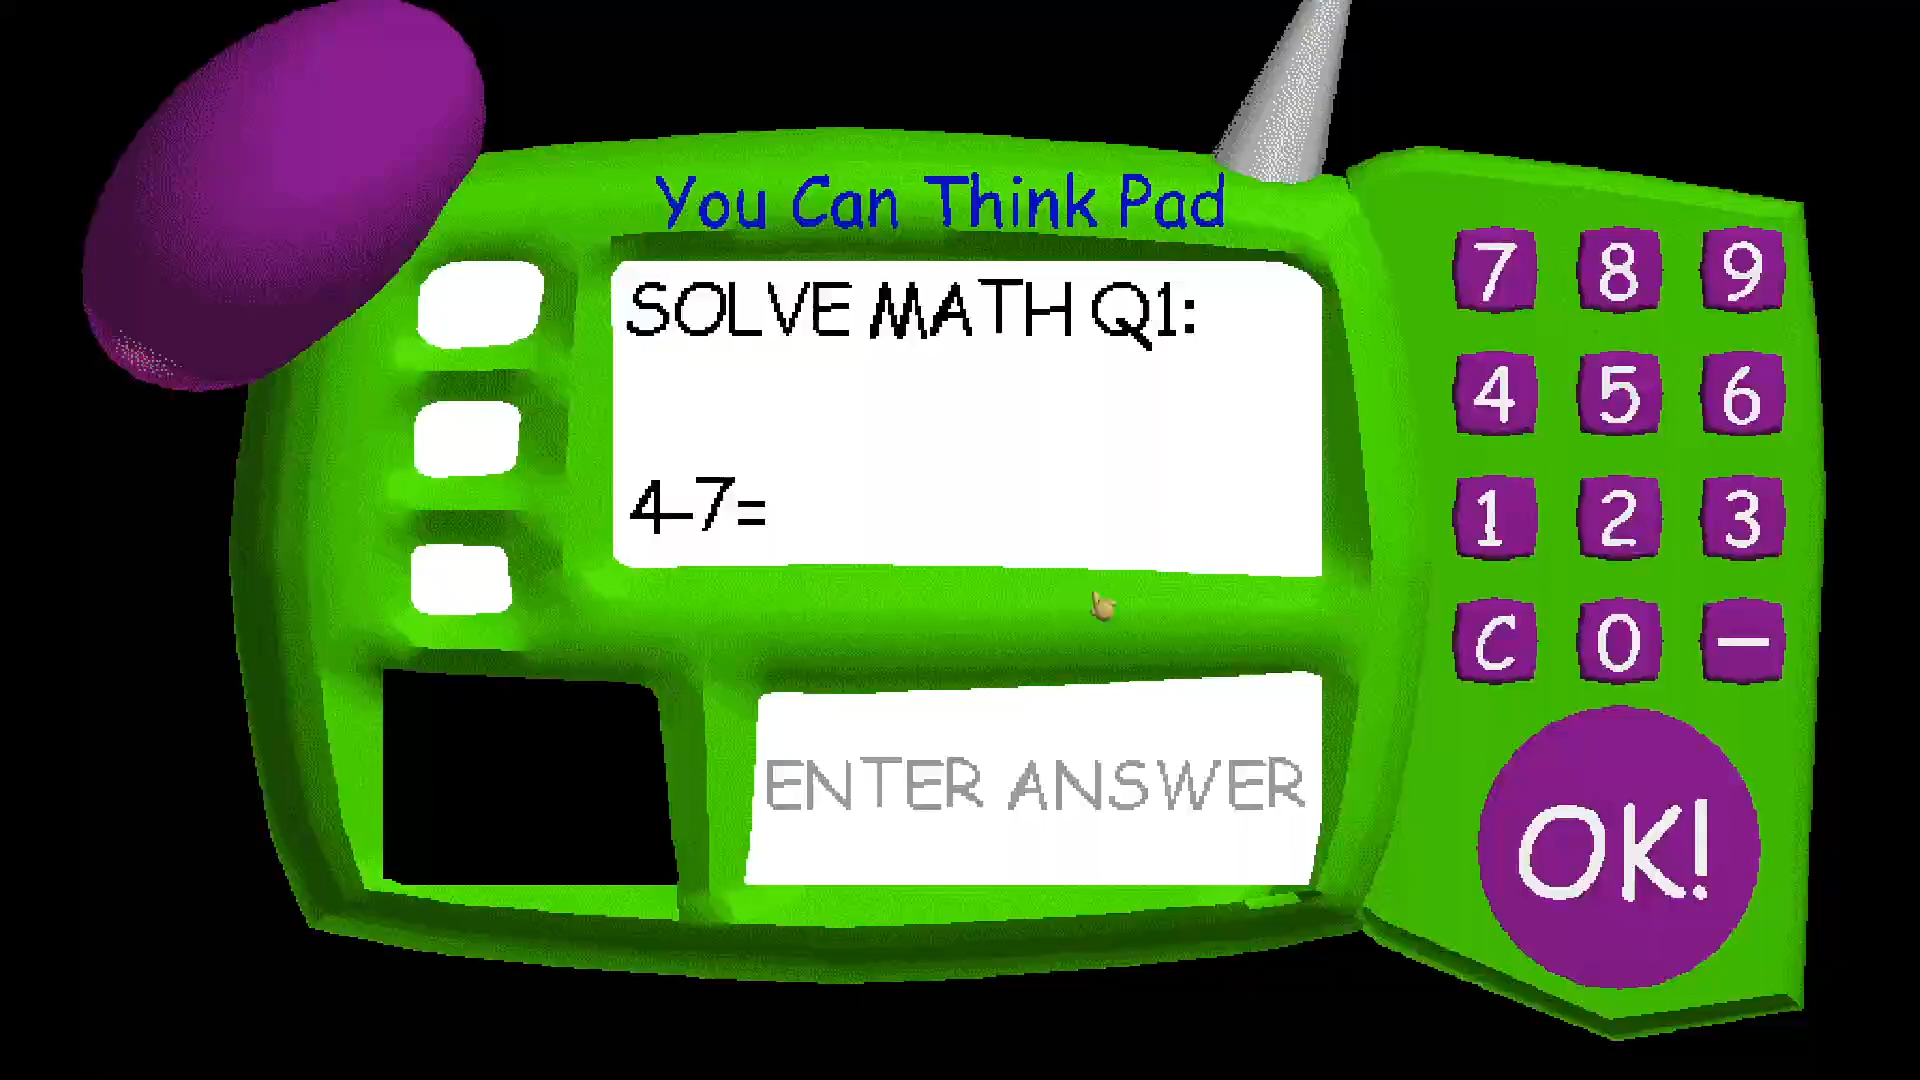 You Can Think Pad
SOLVE MATH Q1:
4-7=
ENTER ANSWER
7 8 9
4 5 6
1 2 3
C 0 −
OK!